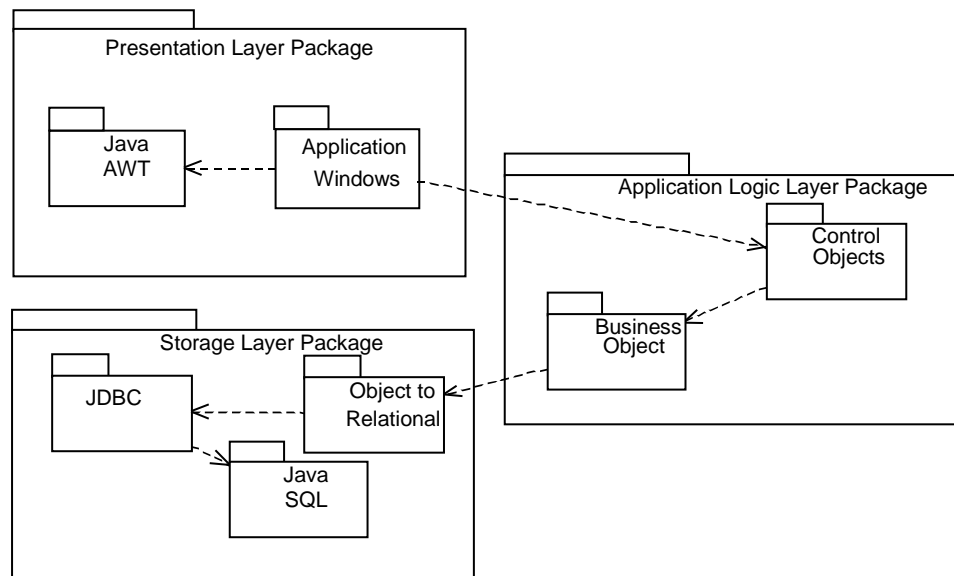 Presentation Layer Package
Java
AWT
Application
Windows
Application Logic Layer Package
Control
Objects
Business
Object
Storage Layer Package
JDBC
Object to
Relational
Java
SQL